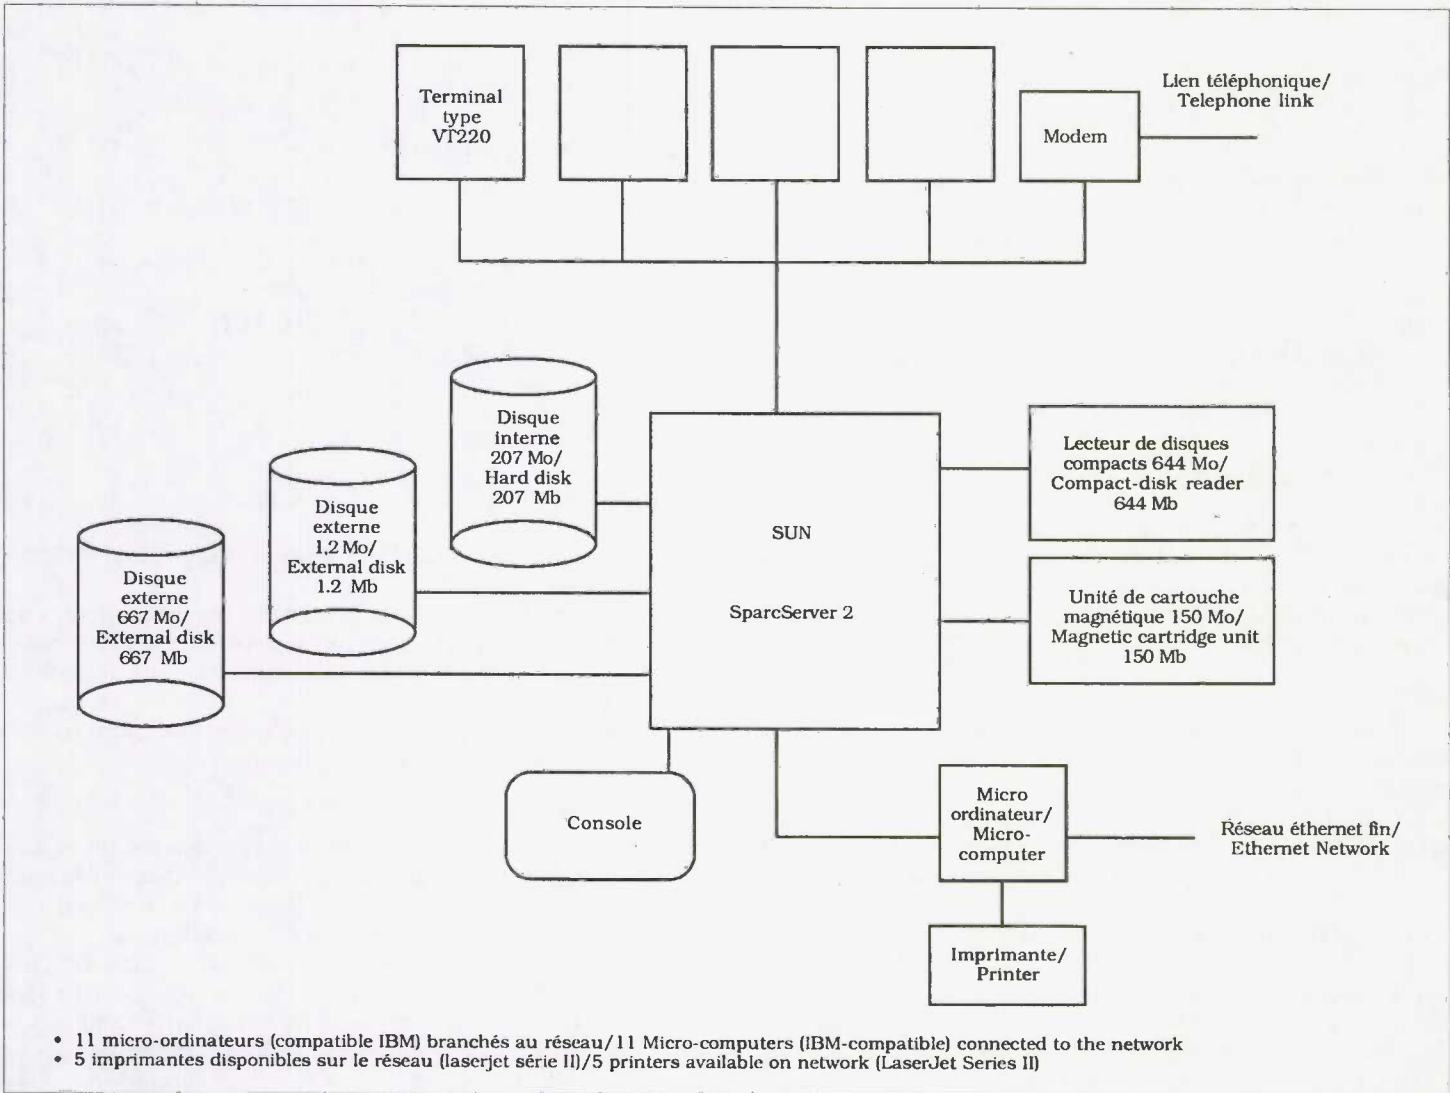 Terminal
type
VT220
Modem
Lien téléphonique/
Telephone link
Disque
interne
207 Mo/
Hard disk
207 Mb
Disque
externe
1,2 Mo/
External disk
1.2 Mb
Disque
externe
667 Mo/
External disk
667 Mb
SUN
SparcServer 2
Lecteur de disques
compacts 644 Mo/
Compact-disk reader
644 Mb
Unité de cartouche
magnétique 150 Mo/
Magnetic cartridge unit
150 Mb
Console
Micro
ordinateur/
Micro-
computer
Réseau éthernet fin/
Ethernet Network
Imprimante/
Printer
• 11 micro-ordinateurs (compatible IBM) branchés au réseau/11 Micro-computers (IBM-compatible) connected to the network
• 5 imprimantes disponibles sur le réseau (laserjet série II)/5 printers available on network (LaserJet Series II)